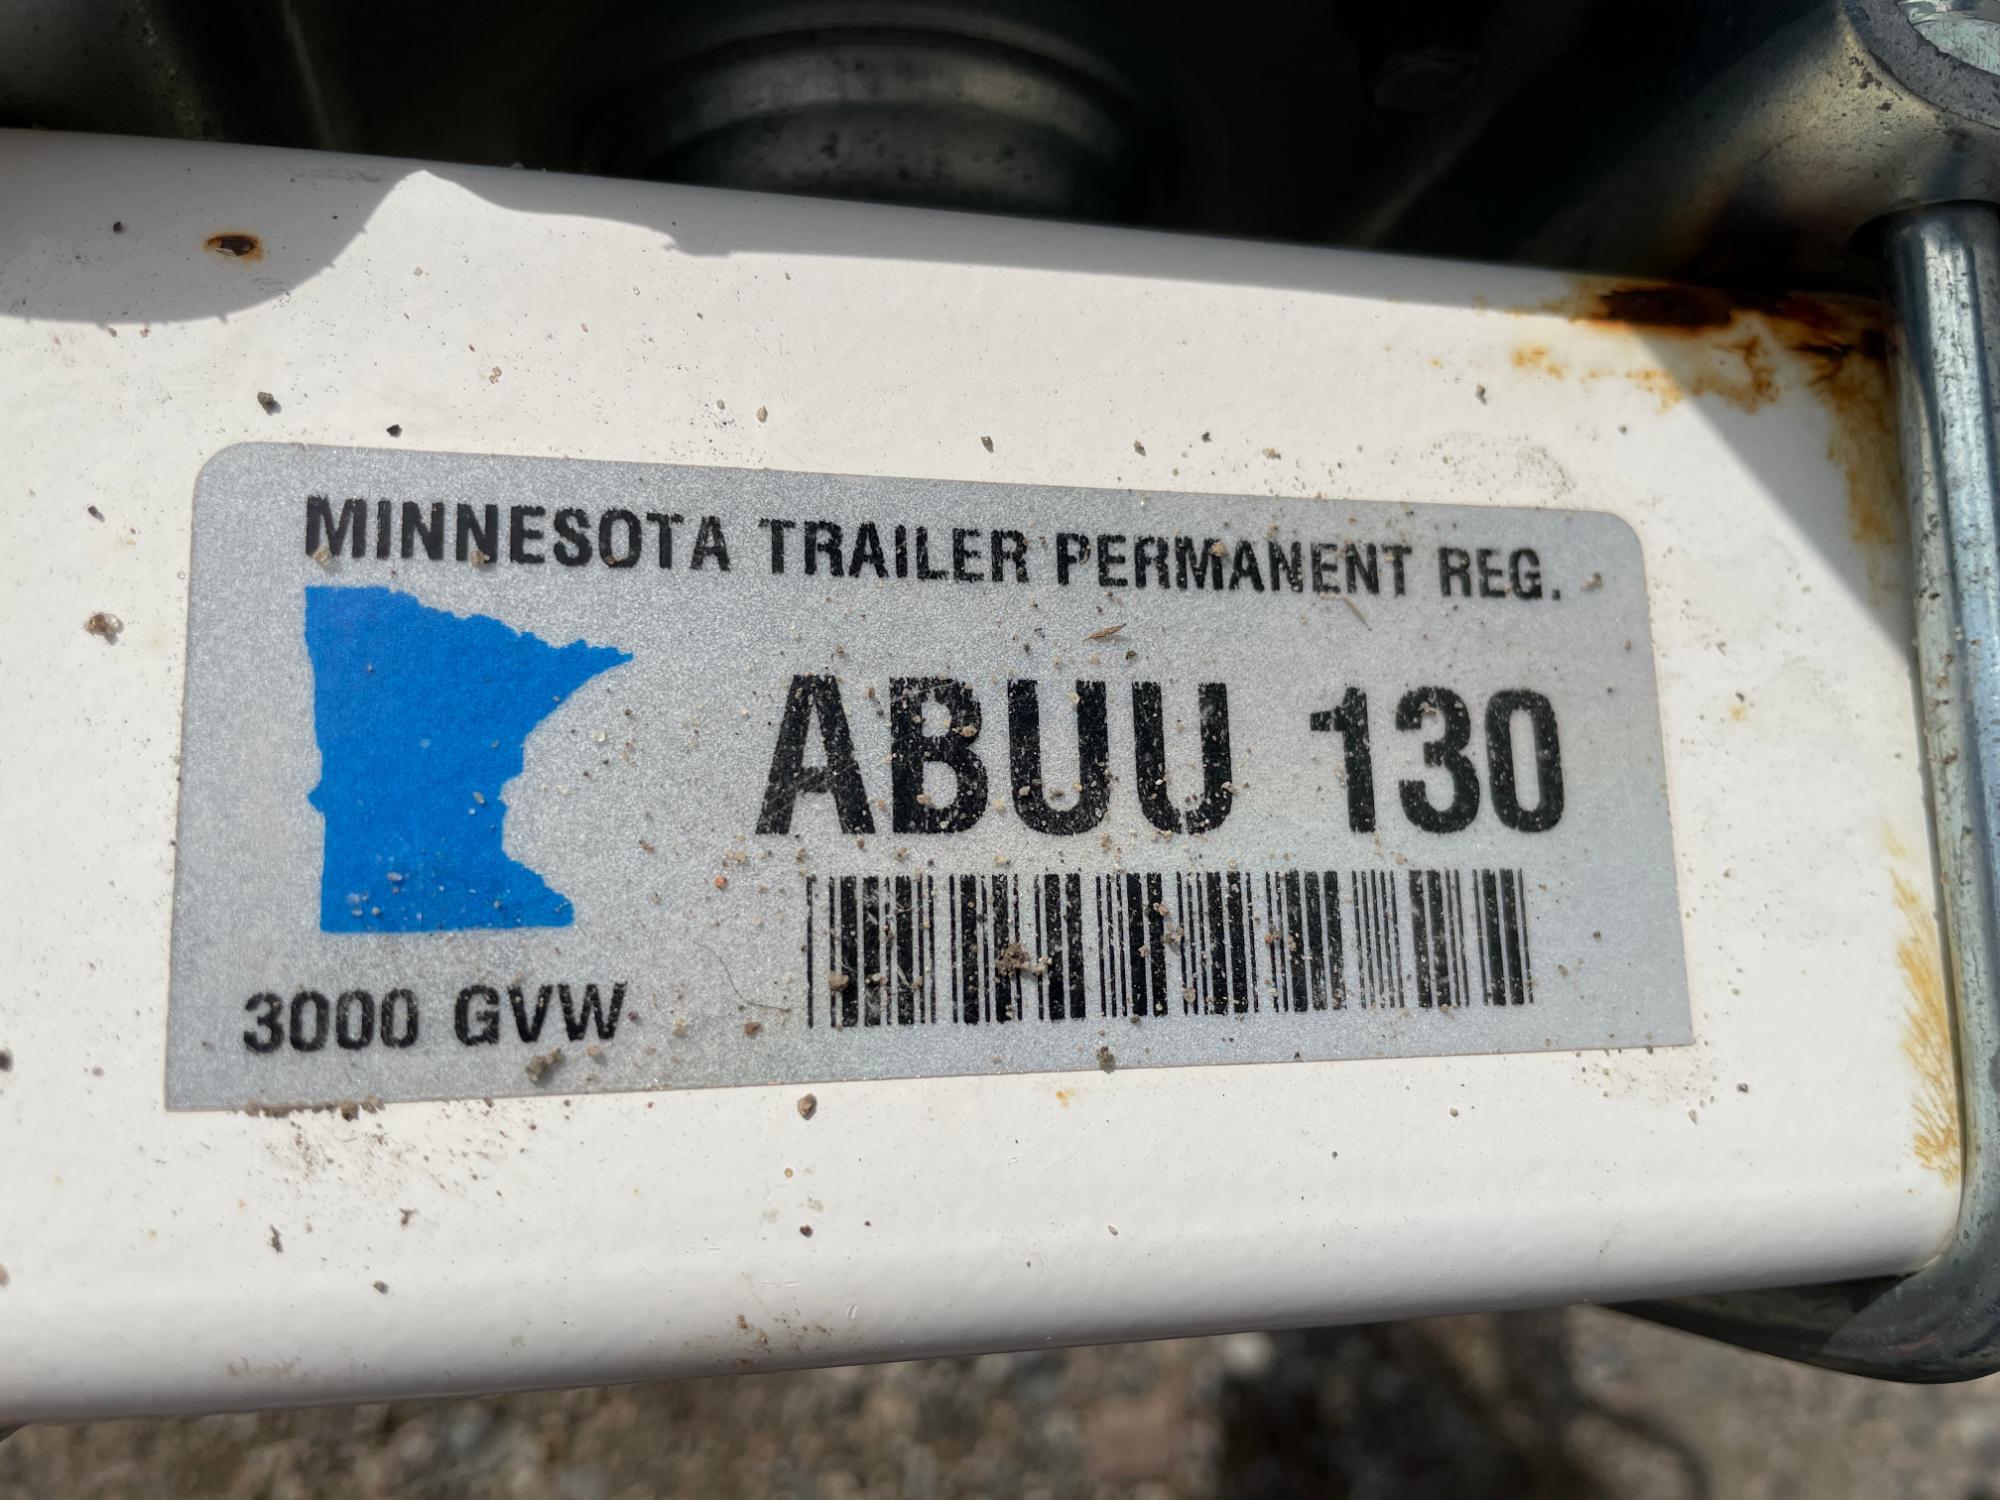 MINNESOTA TRAILER PERMANENT REG.
ABUU 130
3000 GVW